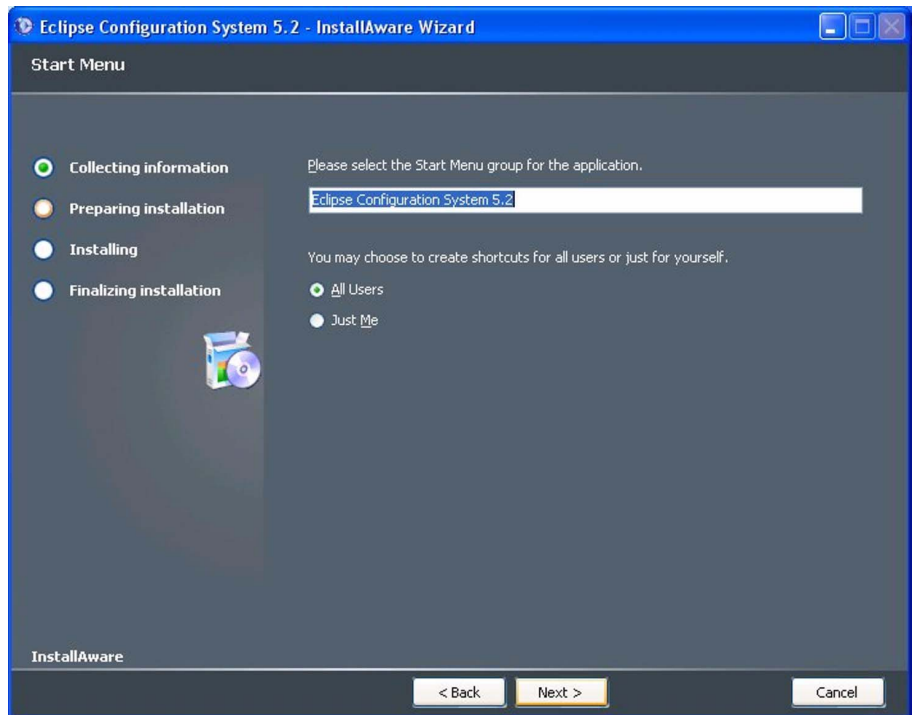 Eclipse Configuration System 5.2 - InstallAware Wizard
Start Menu
Collecting information
Preparing installation
Installing
Finalizing installation
Please select the Start Menu group for the application.
Eclipse Configuration System 5.2
You may choose to create shortcuts for all users or just for yourself.
All Users
Just Me
InstallAware
< Back Next > Cancel